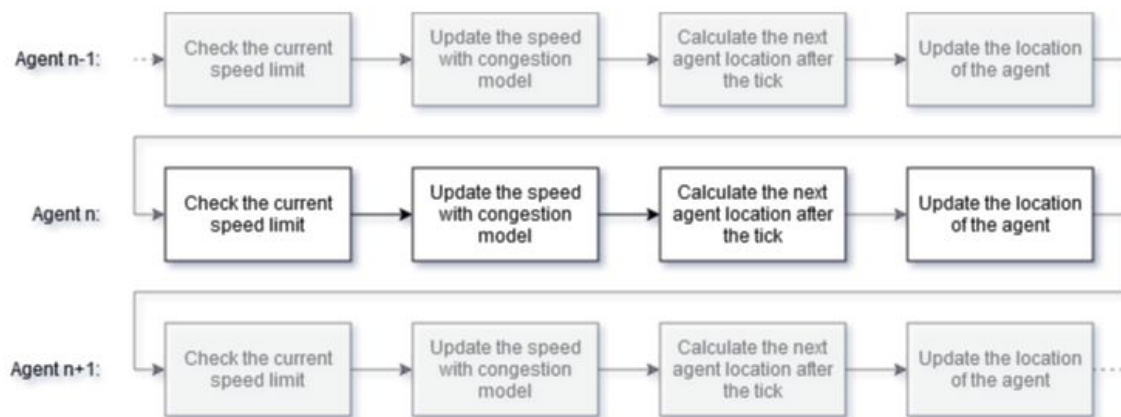 Agent n-1:
Check the current
speed limit
Update the speed
with congestion
model
Calculate the next
agent location after
the tick
Update the location
of the agent
Agent n:
Check the current
speed limit
Update the speed
with congestion
model
Calculate the next
agent location after
the tick
Update the location
of the agent
Agent n+1:
Check the current
speed limit
Update the speed
with congestion
model
Calculate the next
agent location after
the tick
Update the location
of the agent